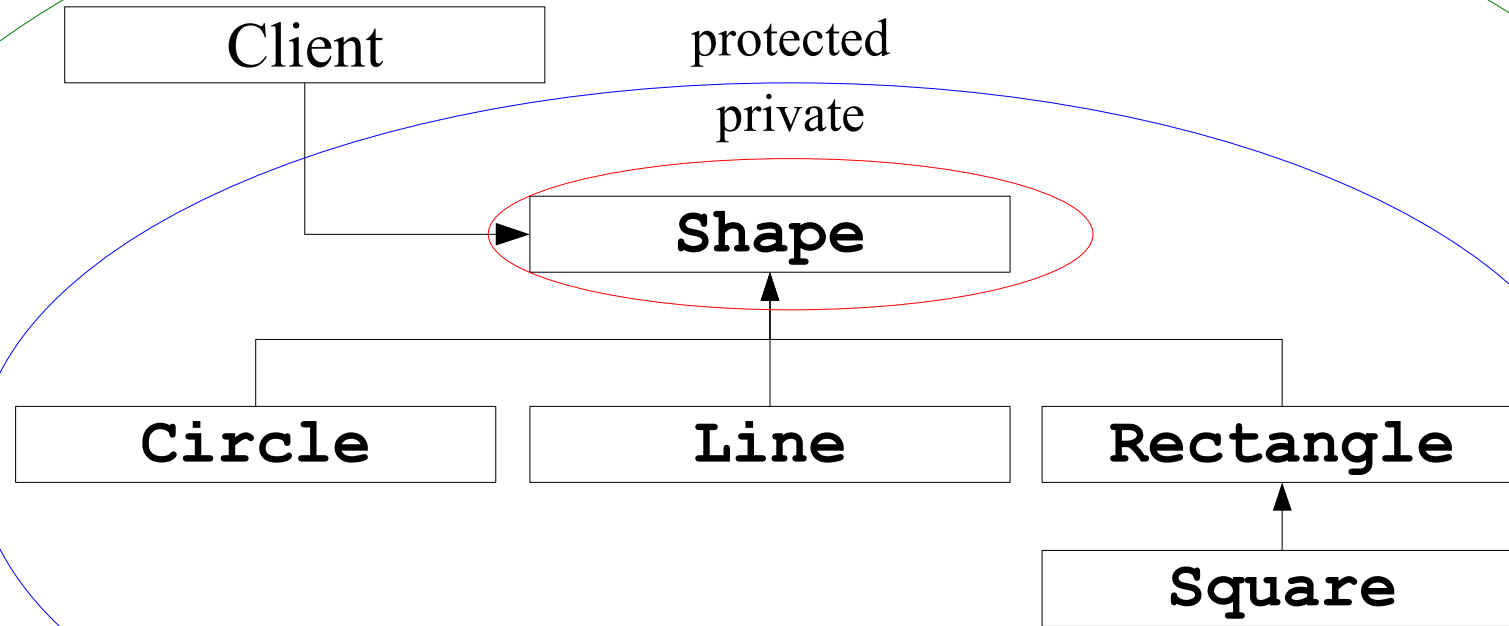 Client
protected
private
Shape
Circle
Line
Rectangle
Square